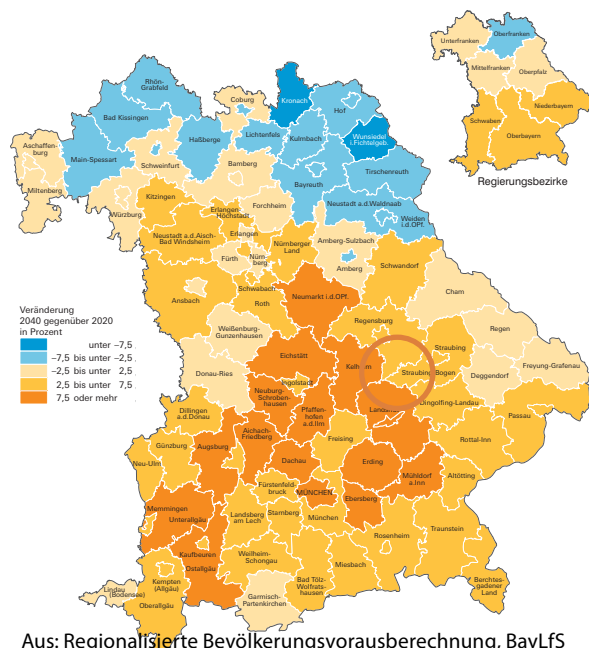 Oberfranken
Unterfranken
Mittelfranken
Oberpfalz
Niederbayern
Schwaben
Oberbayern
Regierungsbezirke
Rhön-
Grabfeld
Coburg
Kronach
Hof
Bad Kissingen
Lichtenfels
Kulmbach
Wunsiedel
i.Fichtelgeb.
Haßberge
Aschaffen-
burg
Main-Spessart
Schweinfurt
Bamberg
Bayreuth
Tirschenreuth
Miltenberg
Würzburg
Kitzingen
Erlangen-
Höchstadt
Forchheim
Neustadt a.d.Waldnaab
Weiden
i.d.OPf.
Neustadt a.d.Aisch-
Bad Windsheim
Erlangen
Nürnberger
Land
Amberg-Sulzbach
Fürth
Nürn-
berg
Amberg
Schwandorf
Ansbach
Schwabach
Roth
Neumarkt i.d.OPf.
Cham
Veränderung
2040 gegenüber 2020
in Prozent
unter –7,5
–7,5 bis unter –2,5
–2,5 bis unter 2,5
2,5 bis unter 7,5
7,5 oder mehr
Weißenburg-
Gunzenhausen
Regensburg
Regen
Eichstätt
Kelheim
Straubing
Straubing
Bogen
Freyung-Grafenau
Donau-Ries
Ingolstadt
Deggendorf
Neuburg-
Schroben-
hausen
Dillingen
a.d.Donau
Pfaffen-
hofen
a.d.Ilm
Dingolfing-Landau
Passau
Aichach-
Friedberg
Günzburg
Augsburg
Freising
Rottal-Inn
Neu-Ulm
Dachau
Erding
Mühldorf
a.Inn
Altötting
Fürstenfeld-
bruck
MÜNCHEN
Ebersberg
Memmingen
Unterallgäu
Landsberg
am Lech
Starnberg
München
Rosenheim
Traunstein
Kaufbeuren
Ostallgäu
Weilheim-
Schongau
Miesbach
Bad Tölz-
Wolfrats-
hausen
Berchtes-
gadener
Land
Lindau
(Bodensee)
Kempten
(Allgäu)
Oberallgäu
Garmisch-
Partenkirchen
Aus: Regionalisierte Bevölkerungsvorausberechnung, BayLfS